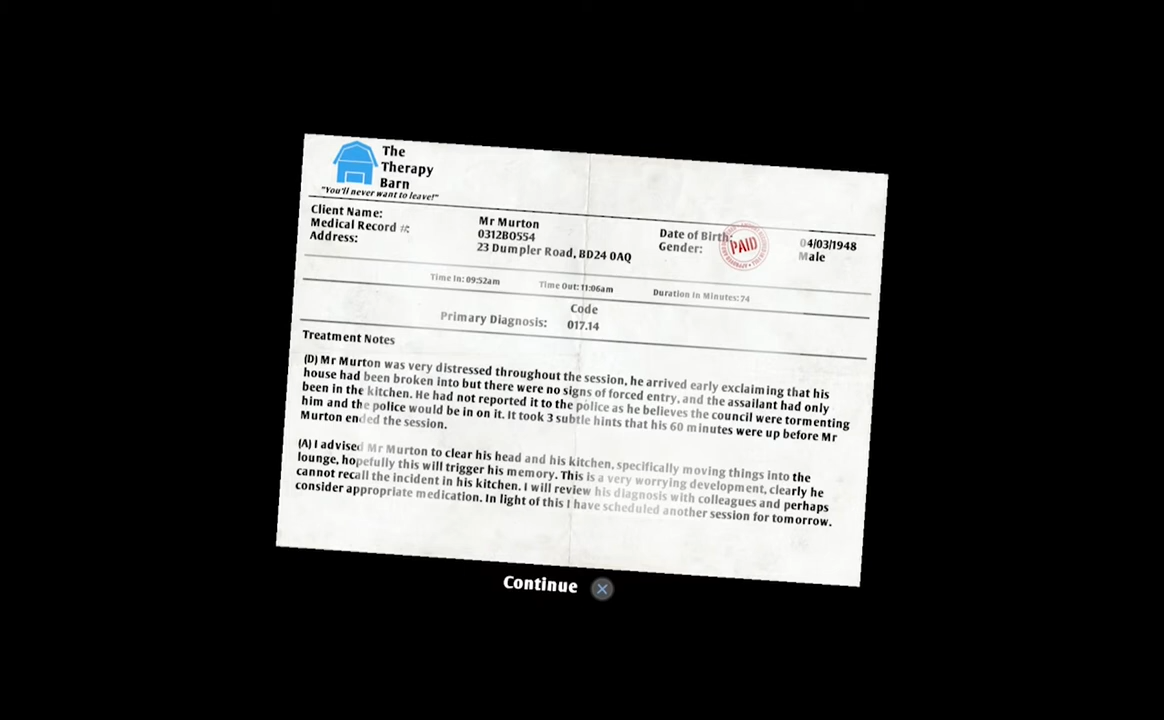 The
Therapy
Barn
"You'll never want to leave!"
Client Name: Mr Murton Date of Birth: 04/03/1948
Medical Record #: 0312B0554 Gender: Male
Address: 23 Dumpler Road, BD24 0AQ
PAID
Time In: 09:52am Time Out: 11:06am Duration in Minutes: 74
Code
Primary Diagnosis: 017.14
Treatment Notes
(D) Mr Murton was very distressed throughout the session, he arrived early exclaiming that his
house had been broken into but there were no signs of forced entry, and the assailant had only
been in the kitchen. He had not reported it to the police as he believes the council were tormenting
him and the police would be in on it. It took 3 subtle hints that his 60 minutes were up before Mr
Murton ended the session.
(A) I advised Mr Murton to clear his head and his kitchen, specifically moving things into the
lounge, hopefully this will trigger his memory. This is a very worrying development, clearly he
cannot recall the incident in his kitchen. I will review his diagnosis with colleagues and perhaps
consider appropriate medication. In light of this I have scheduled another session for tomorrow.
Continue